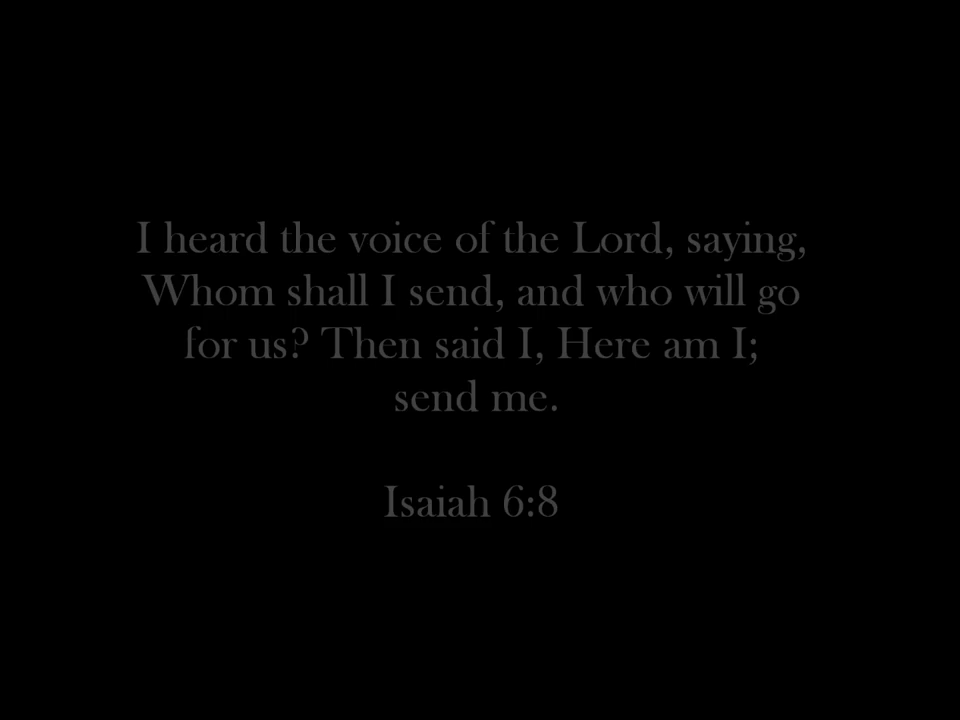 I heard the voice of the Lord, saying,
Whom shall I send, and who will go
for us? Then said I, Here am I;
send me.
Isaiah 6:8